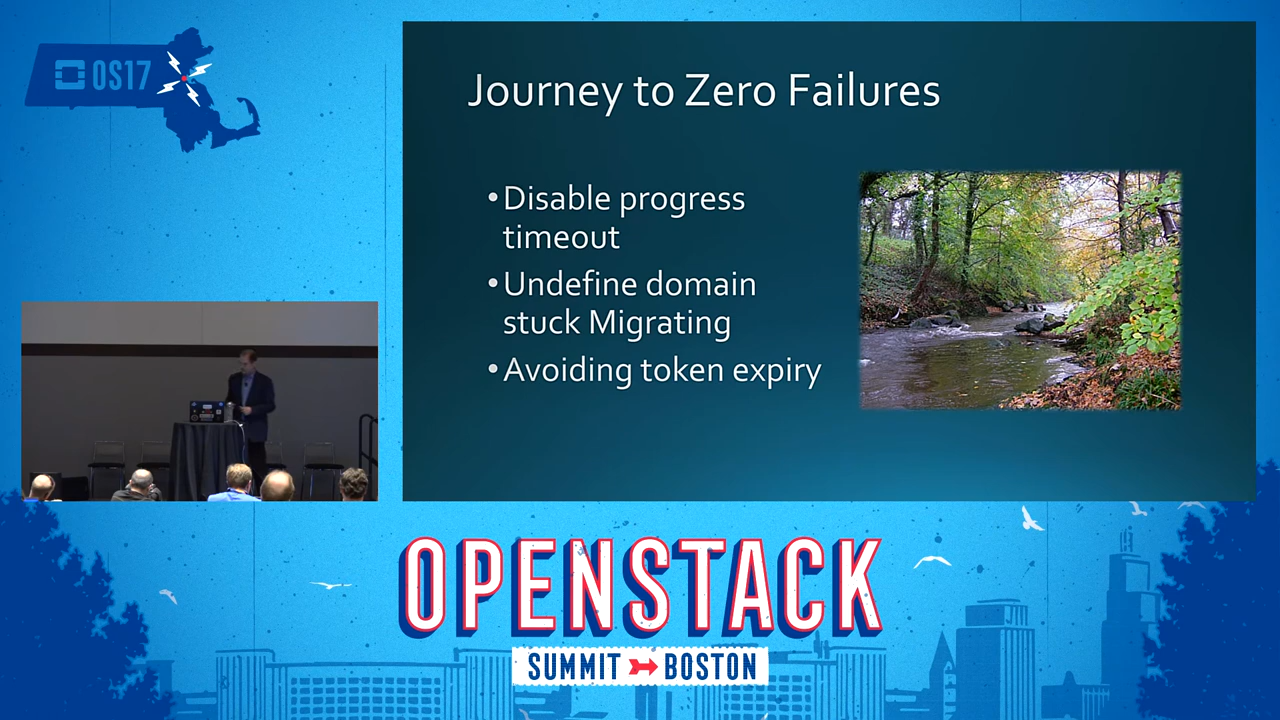 OS17
Journey to Zero Failures
•Disable progress
timeout
•Undefine domain
stuck Migrating
•Avoiding token expiry
OPENSTACK
SUMMIT BOSTON